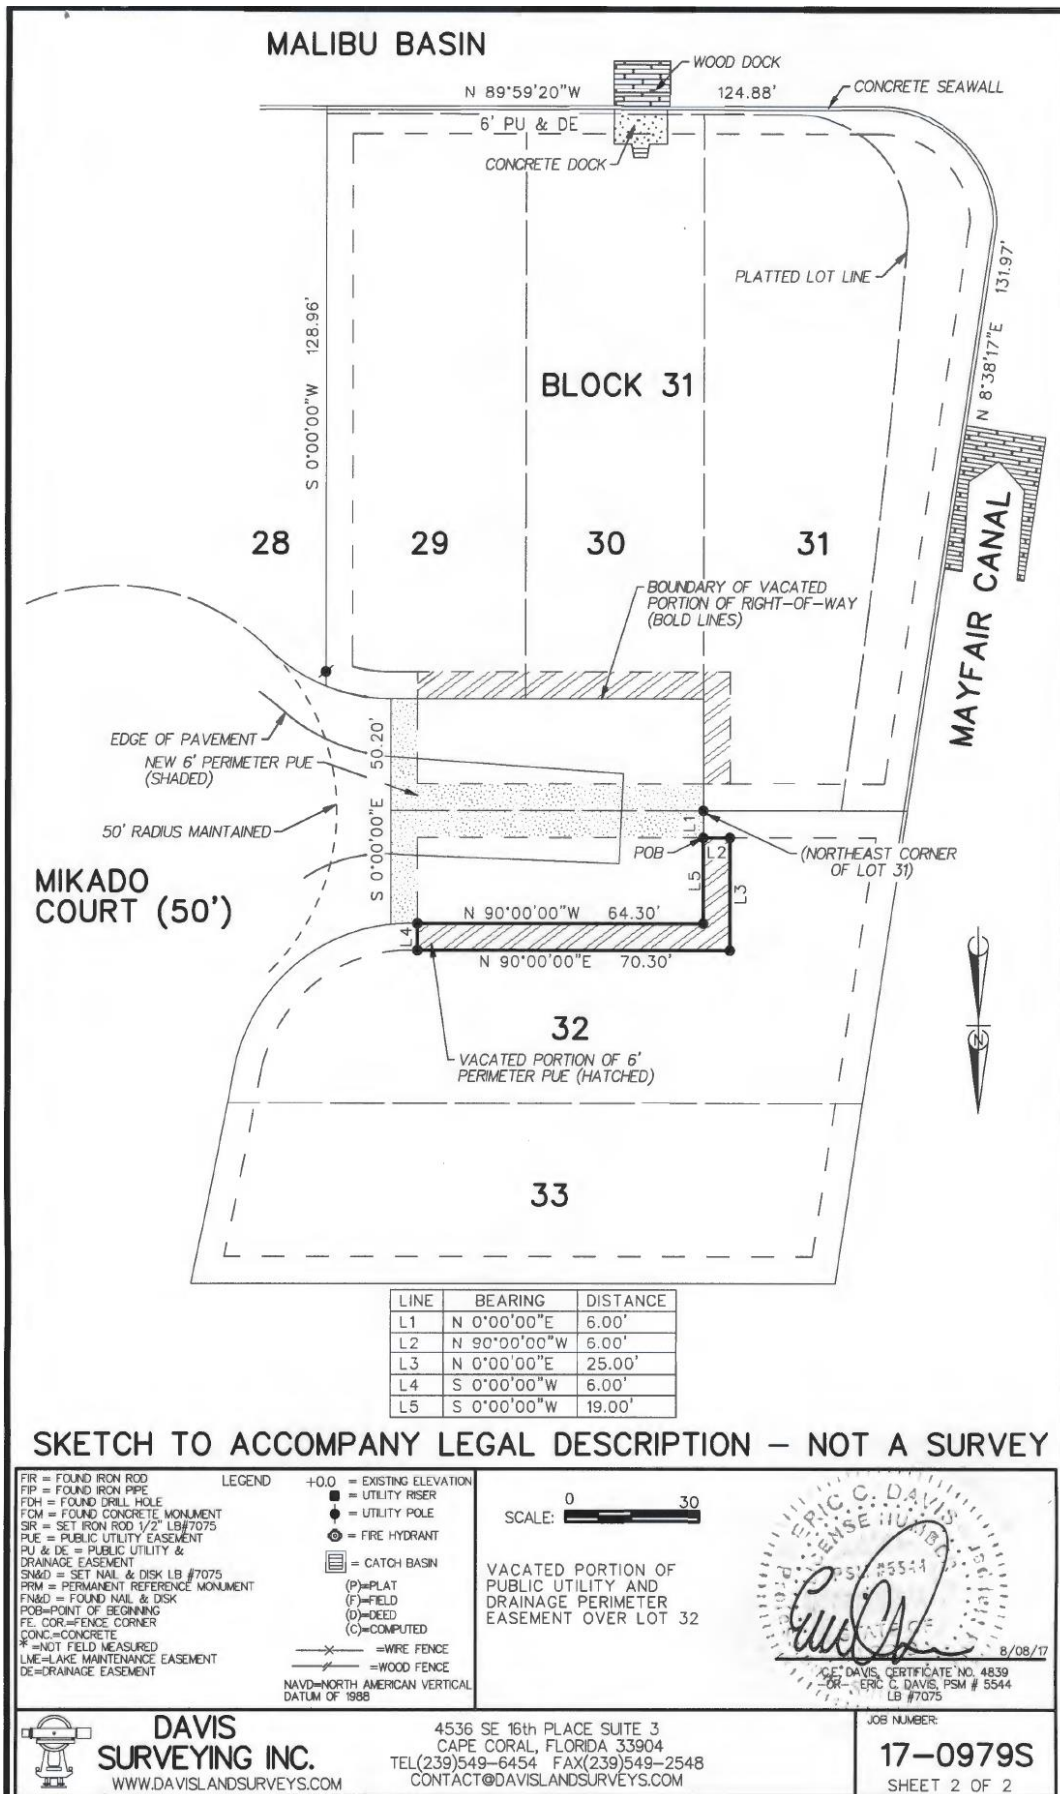 MALIBU BASIN
WOOD DOCK
N 89°59'20"W 124.88'
CONCRETE SEAWALL
6' PU & DE
CONCRETE DOCK
PLATTED LOT LINE
N 8°38'17"E 131.97'
S 0°00'00"W 128.96'
BLOCK 31
28
29
30
31
MAYFAIR CANAL
BOUNDARY OF VACATED
PORTION OF RIGHT-OF-WAY
(BOLD LINES)
EDGE OF PAVEMENT
NEW 6' PERIMETER PUE
(SHADED)
S 0°00'00"E 50.20'
50' RADIUS MAINTAINED
L1
POB
L2
(NORTHEAST CORNER
OF LOT 31)
MIKADO
COURT (50')
L5
L3
N 90°00'00"W 64.30'
L4
N 90°00'00"E 70.30'
N
32
VACATED PORTION OF 6'
PERIMETER PUE (HATCHED)
33
LINE BEARING DISTANCE
L1 N 0°00'00"E 6.00'
L2 N 90°00'00"W 6.00'
L3 N 0°00'00"E 25.00'
L4 S 0°00'00"W 6.00'
L5 S 0°00'00"W 19.00'
SKETCH TO ACCOMPANY LEGAL DESCRIPTION - NOT A SURVEY
LEGEND
FIR = FOUND IRON ROD
FIP = FOUND IRON PIPE
FDH = FOUND DRILL HOLE
FCM = FOUND CONCRETE MONUMENT
SIR = SET IRON ROD 1/2" LB#7075
PUE = PUBLIC UTILITY EASEMENT
PU & DE = PUBLIC UTILITY &
DRAINAGE EASEMENT
SN&D = SET NAIL & DISK LB #7075
PRM = PERMANENT REFERENCE MONUMENT
FN&D = FOUND NAIL & DISK
POB=POINT OF BEGINNING
FE. COR.=FENCE CORNER
CONC.=CONCRETE
* =NOT FIELD MEASURED
LME=LAKE MAINTENANCE EASEMENT
DE=DRAINAGE EASEMENT
+0.0 = EXISTING ELEVATION
= UTILITY RISER
= UTILITY POLE
= FIRE HYDRANT
= CATCH BASIN
(P)=PLAT
(F)=FIELD
(D)=DEED
(C)=COMPUTED
=WIRE FENCE
=WOOD FENCE
NAVD=NORTH AMERICAN VERTICAL
DATUM OF 1988
SCALE: 0 30
VACATED PORTION OF
PUBLIC UTILITY AND
DRAINAGE PERIMETER
EASEMENT OVER LOT 32
ERIC C. DAVIS
LICENSE NUMBER
PSM #5544
STATE OF
8/08/17
C.E. DAVIS, CERTIFICATE NO. 4839
-OR- ERIC C. DAVIS, PSM # 5544
LB #7075
DAVIS
SURVEYING INC.
WWW.DAVISLANDSURVEYS.COM
4536 SE 16th PLACE SUITE 3
CAPE CORAL, FLORIDA 33904
TEL(239)549-6454 FAX(239)549-2548
CONTACT@DAVISLANDSURVEYS.COM
JOB NUMBER:
17-0979S
SHEET 2 OF 2